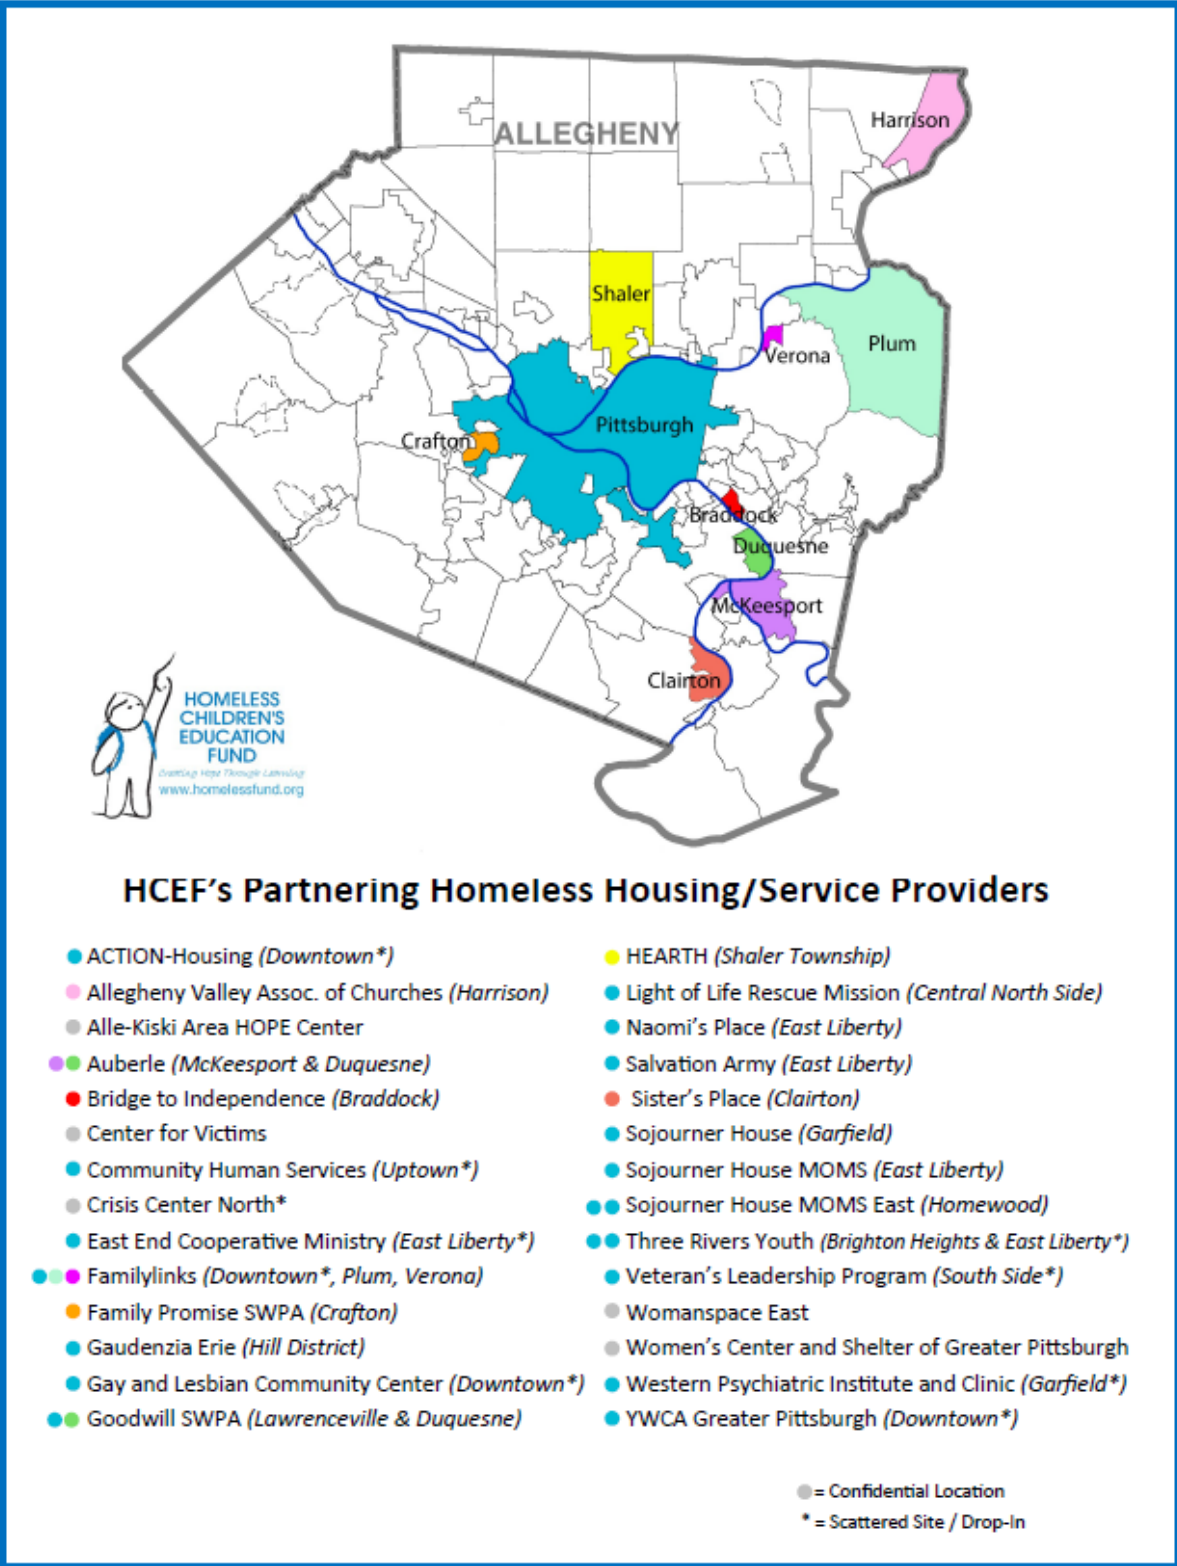 ALLEGHENY
Harrison
Shaler
Verona
Plum
Pittsburgh
Crafton
Braddock
Duquesne
McKeesport
Clairton
HOMELESS
CHILDREN'S
EDUCATION
FUND
Creating Hope Through Learning
www.homelessfund.org
HCEF's Partnering Homeless Housing/Service Providers
ACTION-Housing (Downtown*)
Allegheny Valley Assoc. of Churches (Harrison)
Alle-Kiski Area HOPE Center
Auberle (McKeesport & Duquesne)
Bridge to Independence (Braddock)
Center for Victims
Community Human Services (Uptown*)
Crisis Center North*
East End Cooperative Ministry (East Liberty*)
Familylinks (Downtown*, Plum, Verona)
Family Promise SWPA (Crafton)
Gaudenzia Erie (Hill District)
Gay and Lesbian Community Center (Downtown*)
Goodwill SWPA (Lawrenceville & Duquesne)
HEARTH (Shaler Township)
Light of Life Rescue Mission (Central North Side)
Naomi's Place (East Liberty)
Salvation Army (East Liberty)
Sister's Place (Clairton)
Sojourner House (Garfield)
Sojourner House MOMS (East Liberty)
Sojourner House MOMS East (Homewood)
Three Rivers Youth (Brighton Heights & East Liberty*)
Veteran's Leadership Program (South Side*)
Womanspace East
Women's Center and Shelter of Greater Pittsburgh
Western Psychiatric Institute and Clinic (Garfield*)
YWCA Greater Pittsburgh (Downtown*)
= Confidential Location
* = Scattered Site / Drop-In